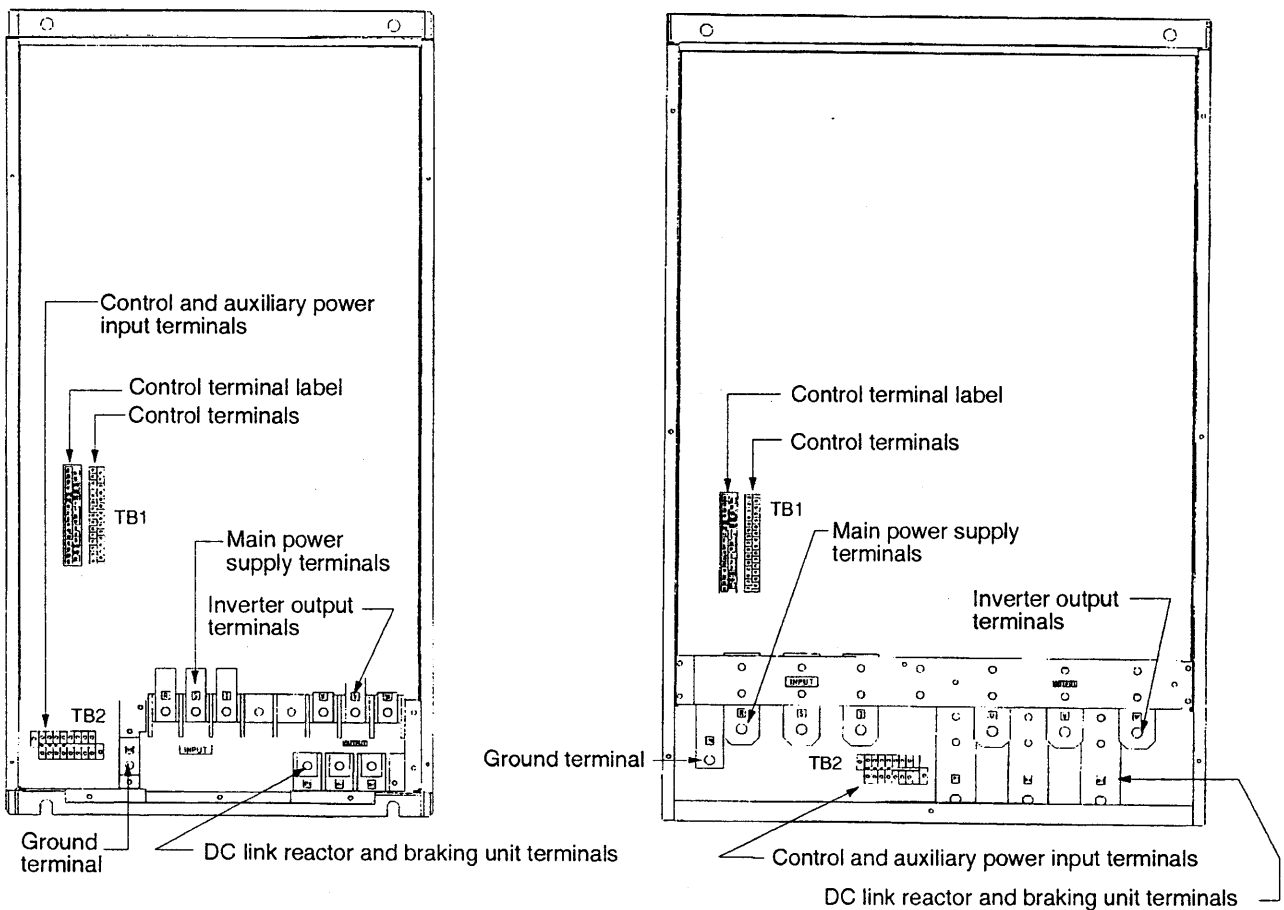 Control and auxiliary power
input terminals
Control terminal label
Control terminals
TB1
Main power
supply terminals
Inverter output
terminals
TB2
INPUT
OUTPUT
Ground
terminal
DC link reactor and braking unit terminals
Control terminal label
Control terminals
TB1
Main power supply
terminals
Inverter output
terminals
INPUT
Ground terminal
TB2
Control and auxiliary power input terminals
DC link reactor and braking unit terminals